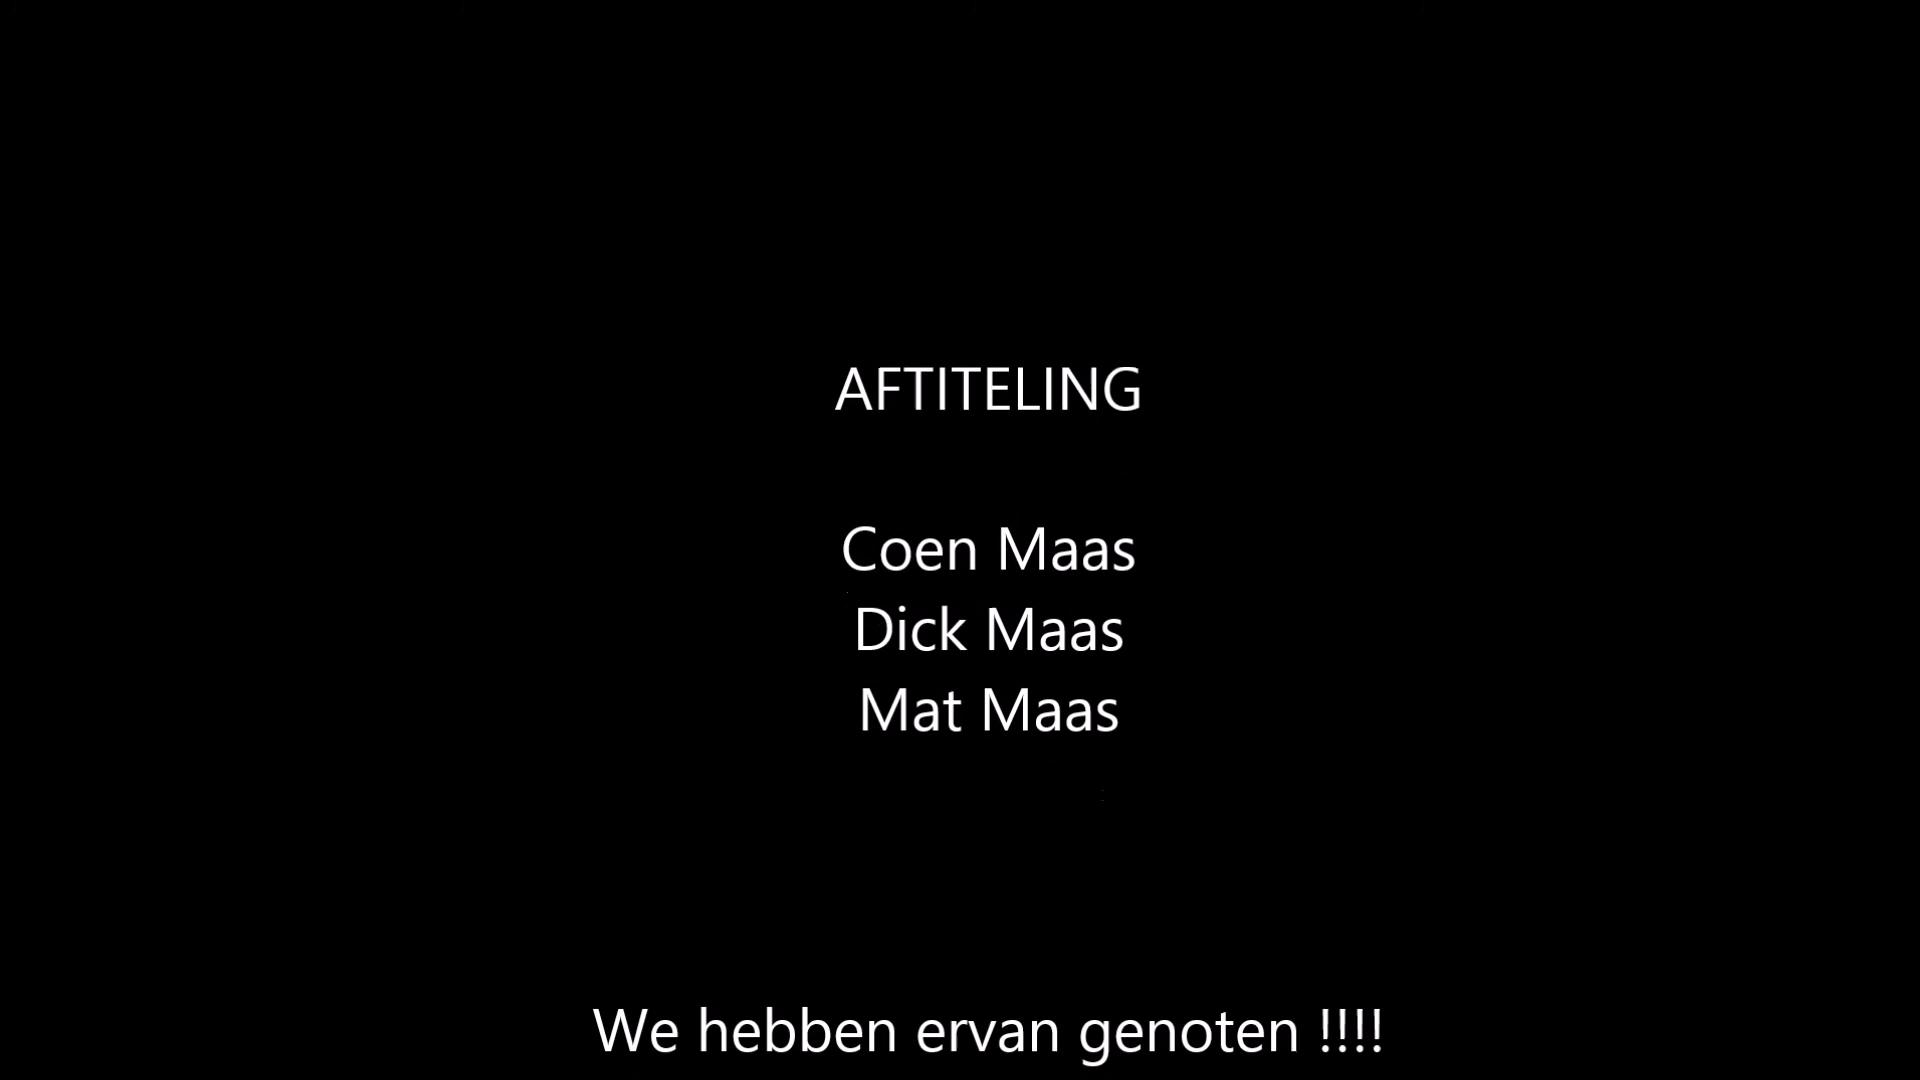 AFTITELING
Coen Maas
Dick Maas
Mat Maas
We hebben ervan genoten !!!!